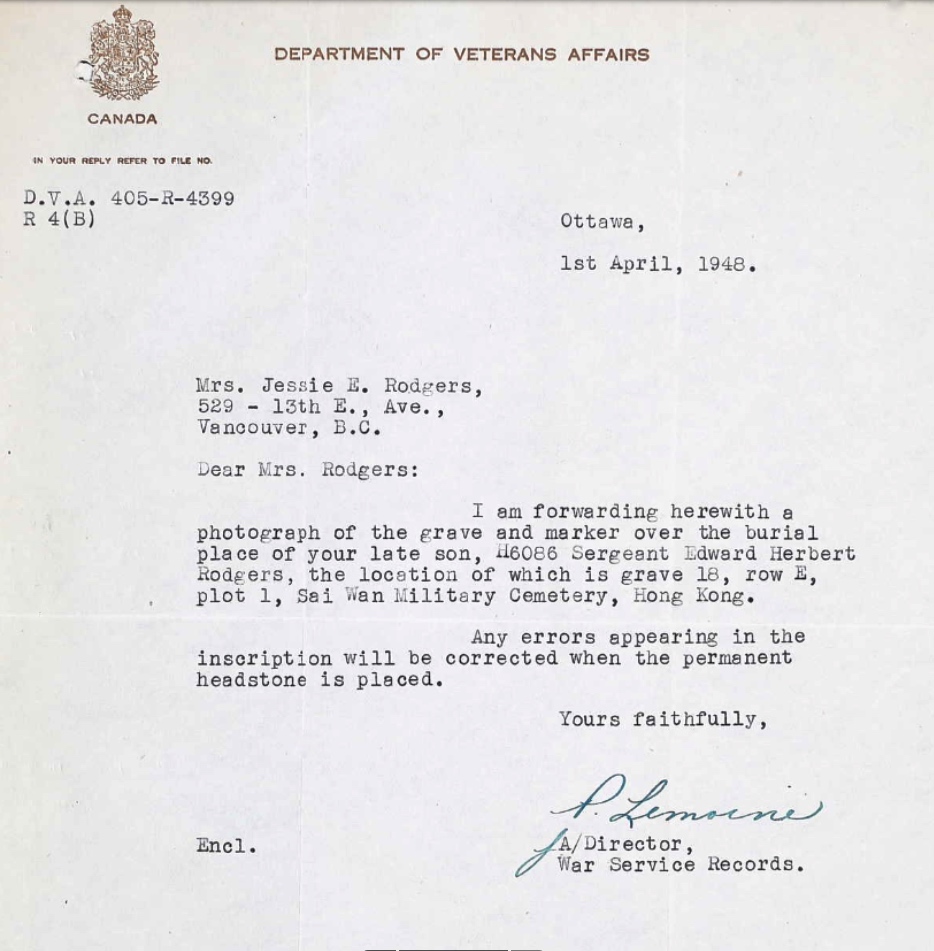 DEPARTMENT OF VETERANS AFFAIRS
CANADA
IN YOUR REPLY REFER TO FILE NO.
D.V.A. 405-R-4399
R 4(B)
Ottawa,
1st April, 1948.
Mrs. Jessie E. Rodgers,
529 - 13th E., Ave.,
Vancouver, B.C.
Dear Mrs. Rodgers:
I am forwarding herewith a
photograph of the grave and marker over the burial
place of your late son, H6086 Sergeant Edward Herbert
Rodgers, the location of which is grave 18, row E,
plot 1, Sai Wan Military Cemetery, Hong Kong.
Any errors appearing in the
inscription will be corrected when the permanent
headstone is placed.
Yours faithfully,
P. Lemoine
Encl.
A/Director,
War Service Records.